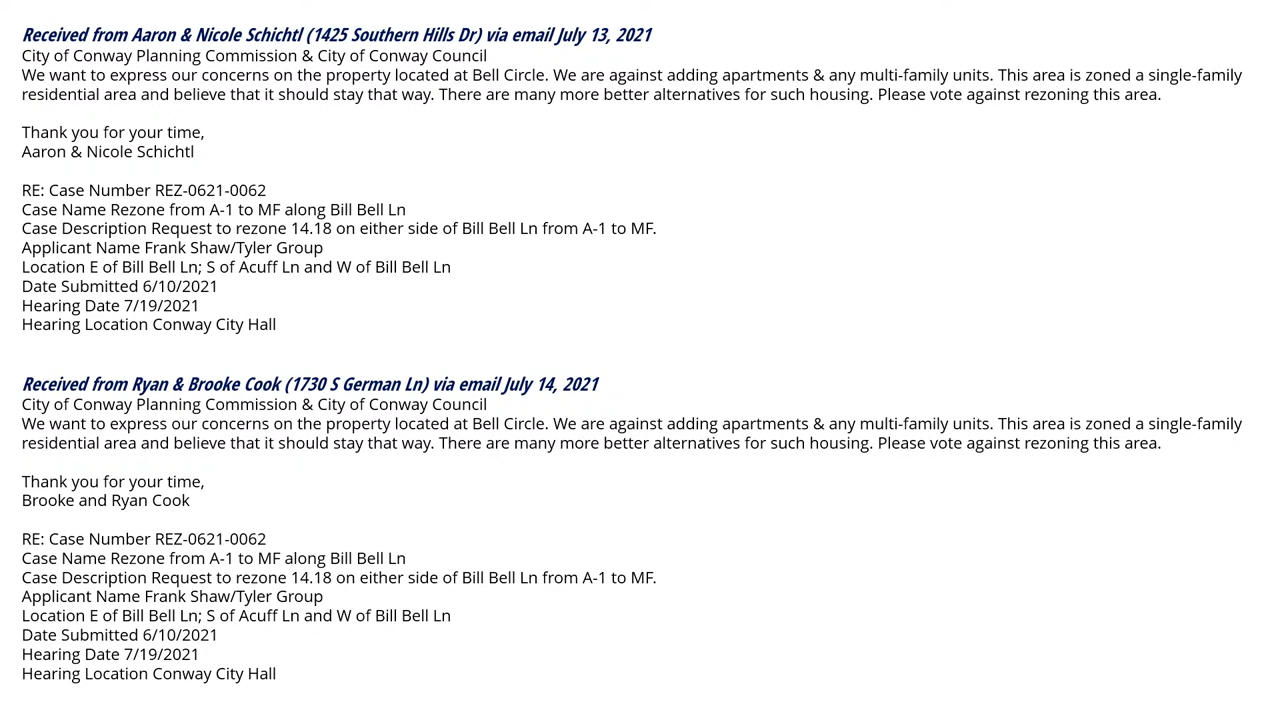 Received from Aaron & Nicole Schichtl (1425 Southern Hills Dr) via email July 13, 2021
City of Conway Planning Commission & City of Conway Council
We want to express our concerns on the property located at Bell Circle. We are against adding apartments & any multi-family units. This area is zoned a single-family
residential area and believe that it should stay that way. There are many more better alternatives for such housing. Please vote against rezoning this area.
Thank you for your time,
Aaron & Nicole Schichtl
RE: Case Number REZ-0621-0062
Case Name Rezone from A-1 to MF along Bill Bell Ln
Case Description Request to rezone 14.18 on either side of Bill Bell Ln from A-1 to MF.
Applicant Name Frank Shaw/Tyler Group
Location E of Bill Bell Ln; S of Acuff Ln and W of Bill Bell Ln
Date Submitted 6/10/2021
Hearing Date 7/19/2021
Hearing Location Conway City Hall
Received from Ryan & Brooke Cook (1730 S German Ln) via email July 14, 2021
City of Conway Planning Commission & City of Conway Council
We want to express our concerns on the property located at Bell Circle. We are against adding apartments & any multi-family units. This area is zoned a single-family
residential area and believe that it should stay that way. There are many more better alternatives for such housing. Please vote against rezoning this area.
Thank you for your time,
Brooke and Ryan Cook
RE: Case Number REZ-0621-0062
Case Name Rezone from A-1 to MF along Bill Bell Ln
Case Description Request to rezone 14.18 on either side of Bill Bell Ln from A-1 to MF.
Applicant Name Frank Shaw/Tyler Group
Location E of Bill Bell Ln; S of Acuff Ln and W of Bill Bell Ln
Date Submitted 6/10/2021
Hearing Date 7/19/2021
Hearing Location Conway City Hall